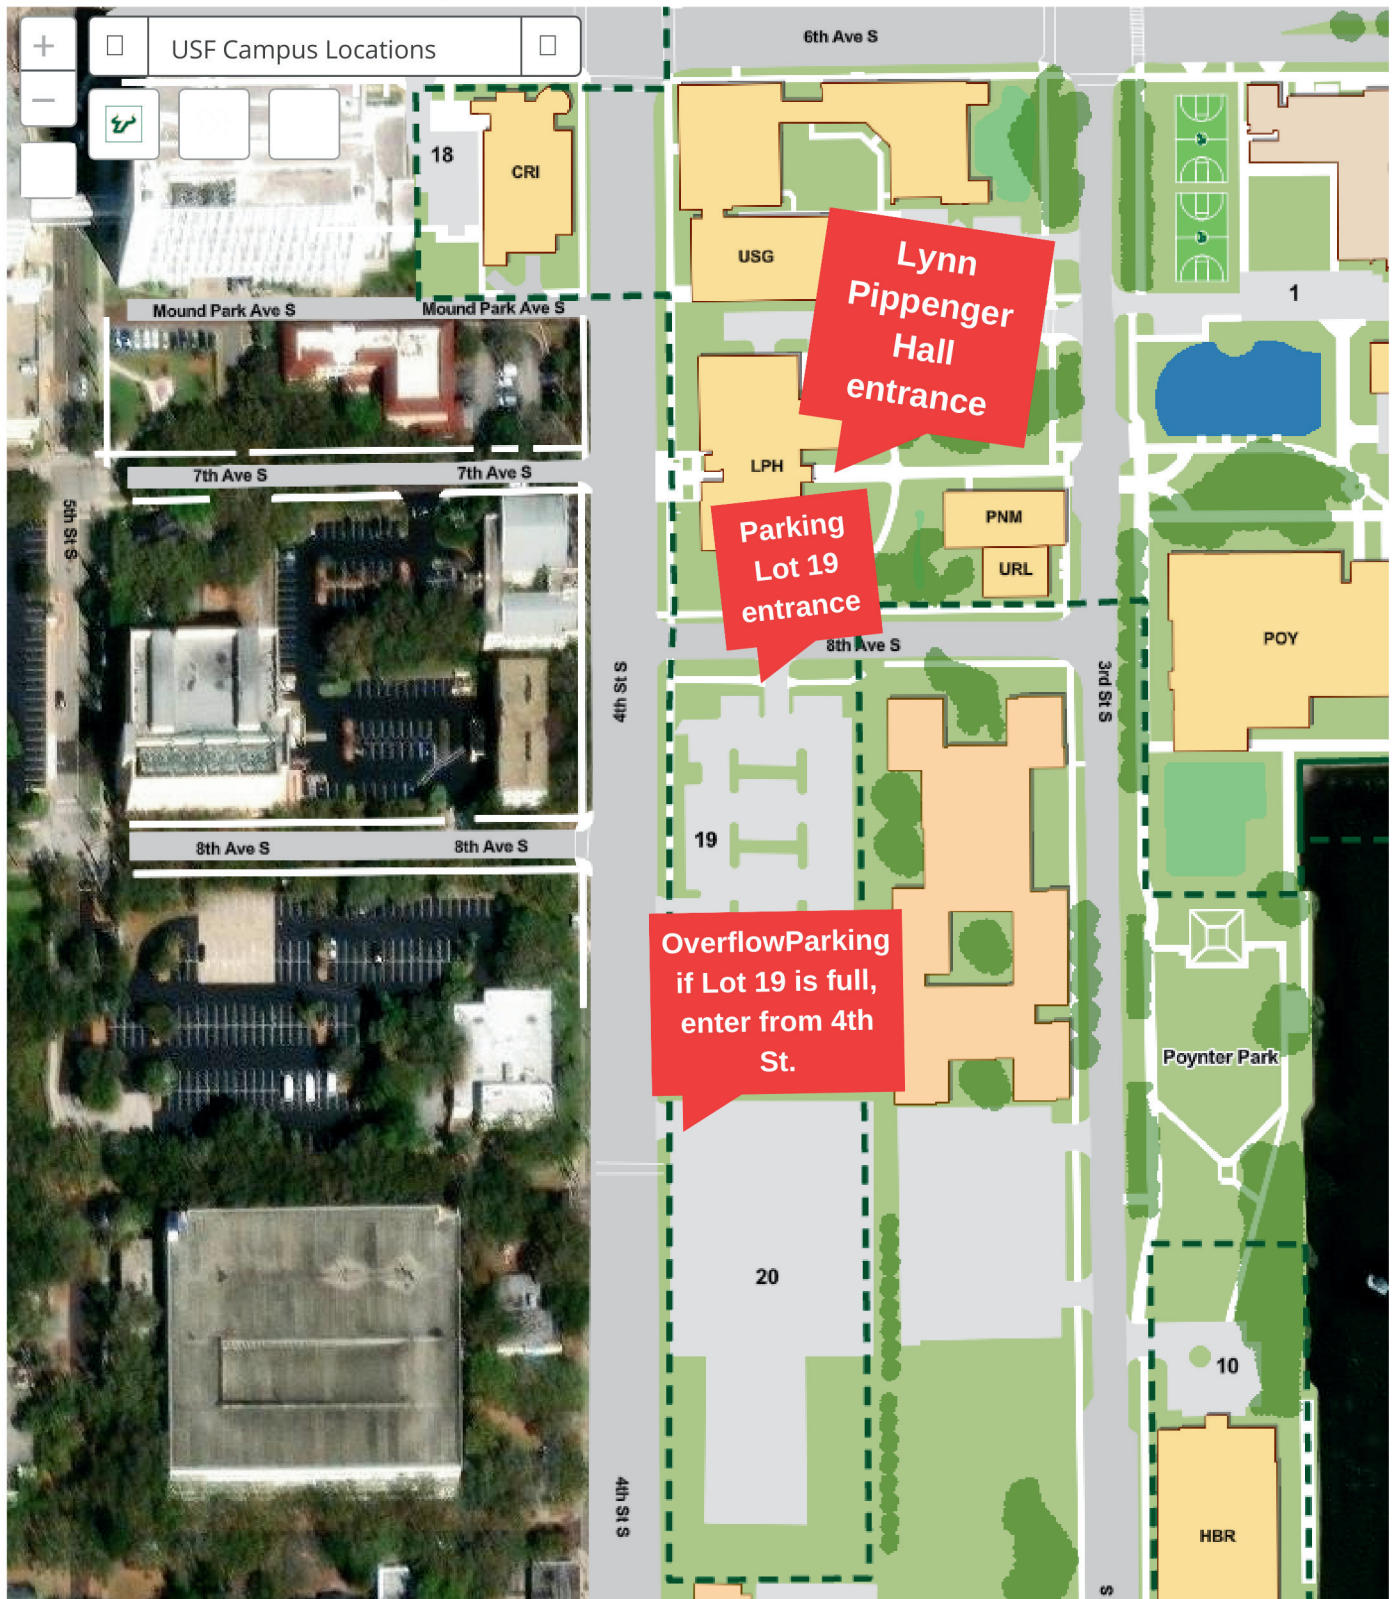 +
USF Campus Locations
−
6th Ave S
18
CRI
USG
Lynn
Pippenger
Hall
entrance
1
Mound Park Ave S
Mound Park Ave S
LPH
7th Ave S
7th Ave S
5th St S
Parking
Lot 19
entrance
PNM
URL
8th Ave S
POY
4th St S
3rd St S
19
8th Ave S
8th Ave S
OverflowParking
if Lot 19 is full,
enter from 4th
St.
Poynter Park
20
10
4th St S
HBR
S